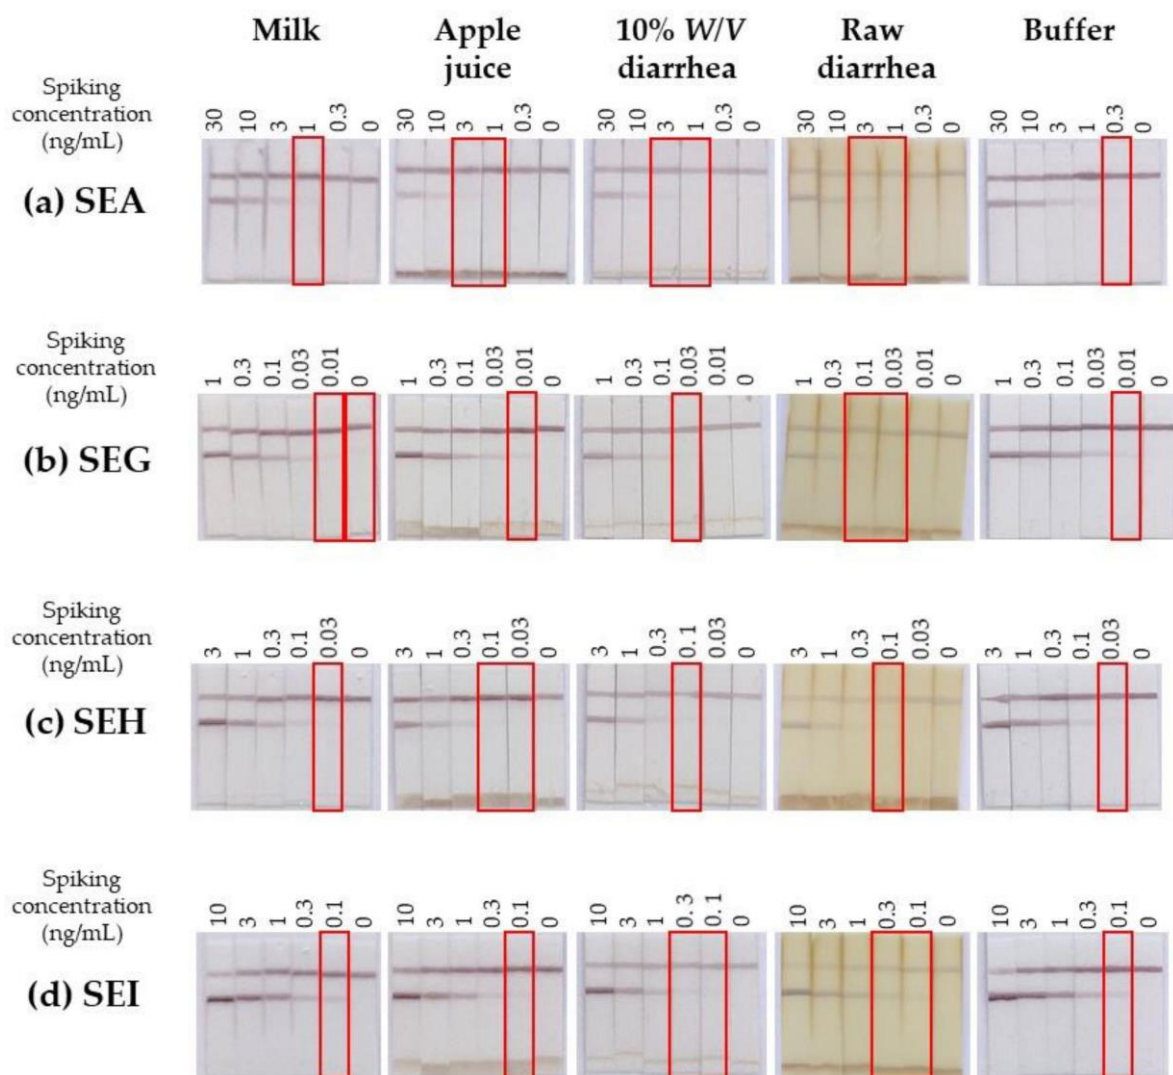 Milk
Apple juice
10% W/V diarrhea
Raw diarrhea
Buffer
Spiking concentration (ng/mL)
30 10 3 1 0.3 0
30 10 3 1 0.3 0
30 10 3 1 0.3 0
30 10 3 1 0.3 0
30 10 3 1 0.3 0
(a) SEA
Spiking concentration (ng/mL)
1 0.3 0.1 0.03 0.01 0
1 0.3 0.1 0.03 0.01 0
1 0.3 0.1 0.03 0.01 0
1 0.3 0.1 0.03 0.01 0
1 0.3 0.1 0.03 0.01 0
(b) SEG
Spiking concentration (ng/mL)
3 1 0.3 0.1 0.03 0
3 1 0.3 0.1 0.03 0
3 1 0.3 0.1 0.03 0
3 1 0.3 0.1 0.03 0
3 1 0.3 0.1 0.03 0
(c) SEH
Spiking concentration (ng/mL)
10 3 1 0.3 0.1 0
10 3 1 0.3 0.1 0
10 3 1 0.3 0.1 0
10 3 1 0.3 0.1 0
10 3 1 0.3 0.1 0
(d) SEI